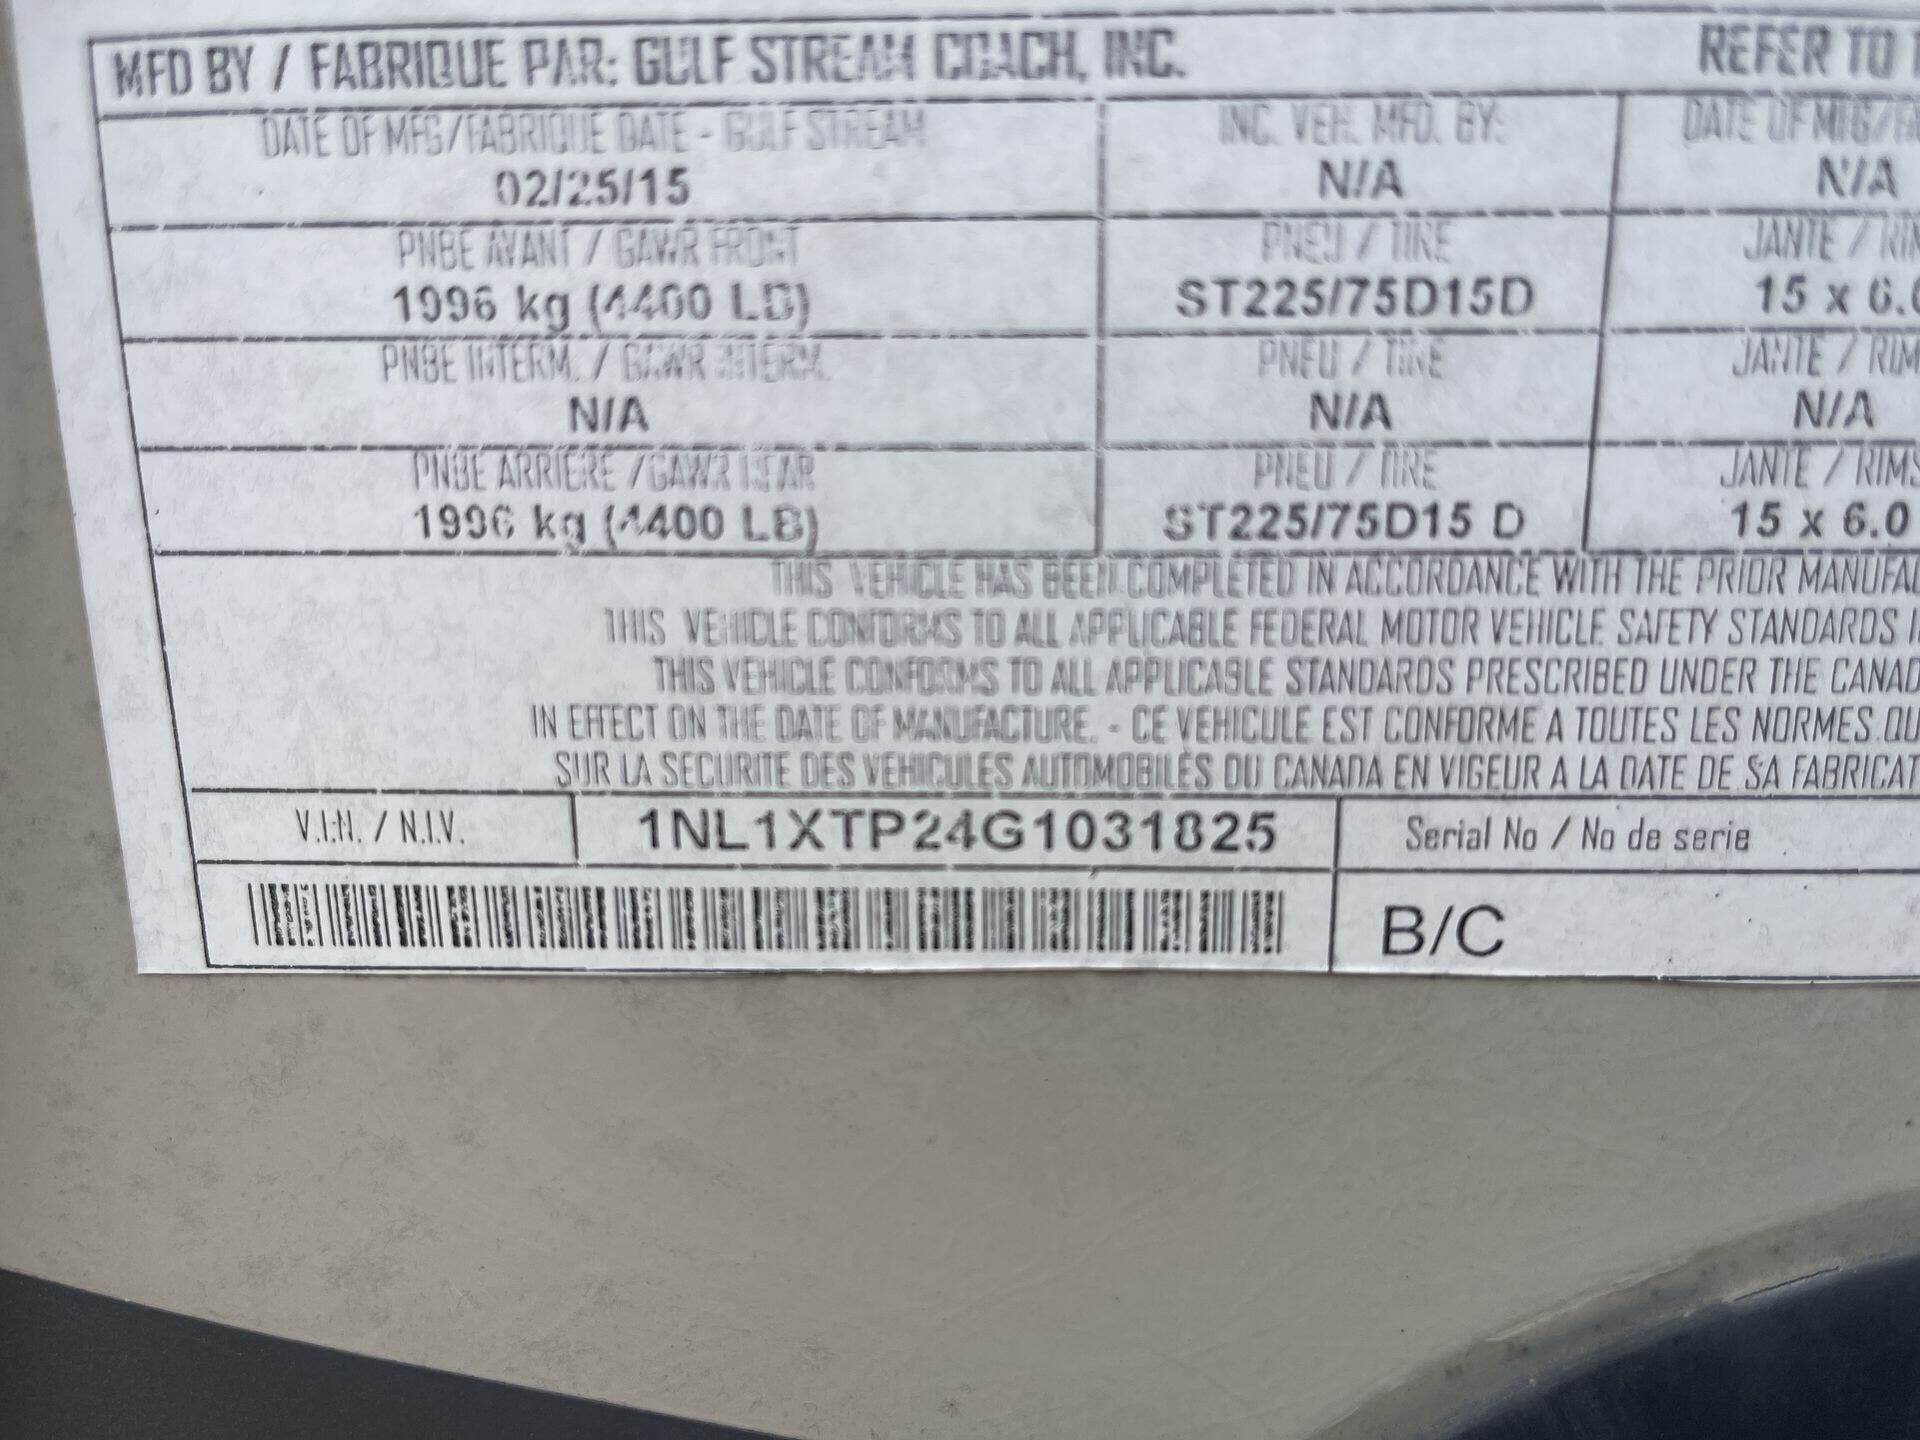 MFD BY / FABRIQUE PAR: GULF STREAM COACH, INC. REFER TO
DATE OF MFG/FABRIQUE DATE - GULF STREAM INC. VEH. MFD. BY: DATE OF MFG/
02/25/15 N/A N/A
PNBE AVANT / GAWR FRONT PNEU / TIRE JANTE / RIM
1996 kg (4400 LB) ST225/75D15D 15 x 6.0
PNBE INTERM. / GAWR INTERM. PNEU / TIRE JANTE / RIM
N/A N/A N/A
PNBE ARRIERE / GAWR REAR PNEU / TIRE JANTE / RIMS
1996 kg (4400 LB) ST225/75D15 D 15 x 6.0
THIS VEHICLE HAS BEEN COMPLETED IN ACCORDANCE WITH THE PRIOR MANUFAC
THIS VEHICLE CONFORMS TO ALL APPLICABLE FEDERAL MOTOR VEHICLE SAFETY STANDARDS
THIS VEHICLE CONFORMS TO ALL APPLICABLE STANDARDS PRESCRIBED UNDER THE CANAD
IN EFFECT ON THE DATE OF MANUFACTURE. - CE VEHICULE EST CONFORME A TOUTES LES NORMES QU
SUR LA SECURITE DES VEHICULES AUTOMOBILES DU CANADA EN VIGEUR A LA DATE DE SA FABRICAT
V.I.N. / N.I.V. 1NL1XTP24G1031825 Serial No / No de serie
B/C